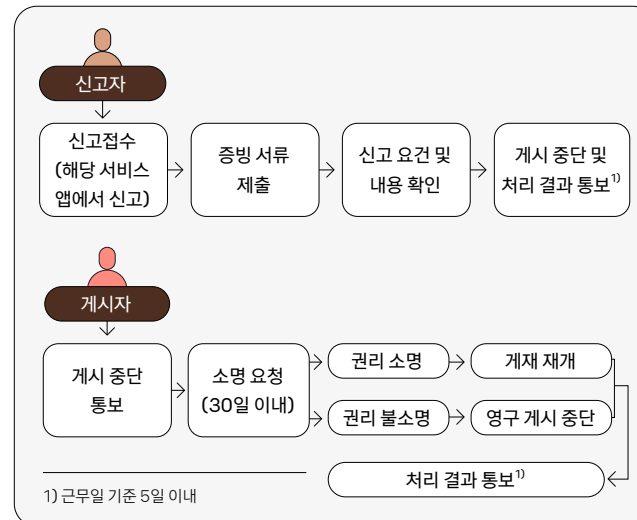 신고자
신고접수
(해당 서비스
앱에서 신고)
증빙 서류
제출
신고 요건 및
내용 확인
게시 중단 및
처리 결과 통보1)
게시자
게시 중단
통보
소명 요청
(30일 이내)
권리 소명
게재 재개
권리 불소명
영구 게시 중단
처리 결과 통보1)
1) 근무일 기준 5일 이내